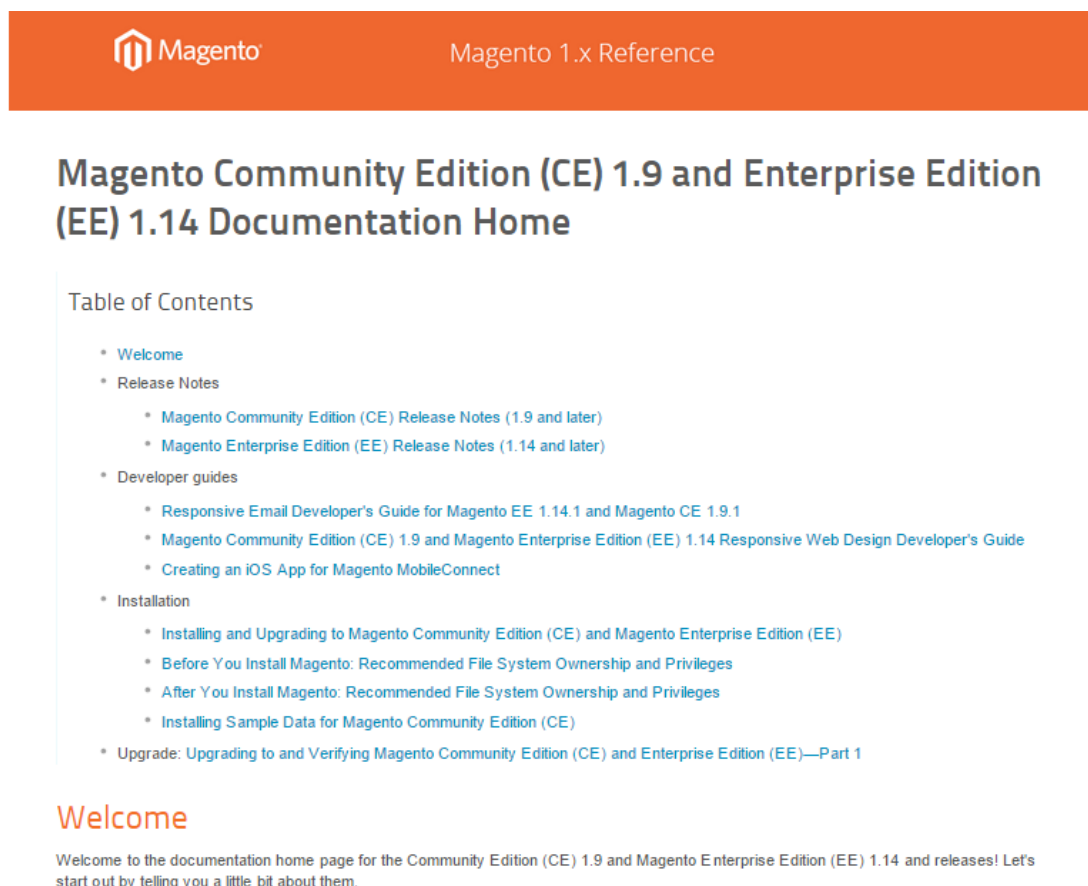 Magento
Magento 1.x Reference
Magento Community Edition (CE) 1.9 and Enterprise Edition
(EE) 1.14 Documentation Home
Table of Contents
Welcome
Release Notes
Magento Community Edition (CE) Release Notes (1.9 and later)
Magento Enterprise Edition (EE) Release Notes (1.14 and later)
Developer guides
Responsive Email Developer's Guide for Magento EE 1.14.1 and Magento CE 1.9.1
Magento Community Edition (CE) 1.9 and Magento Enterprise Edition (EE) 1.14 Responsive Web Design Developer's Guide
Creating an iOS App for Magento MobileConnect
Installation
Installing and Upgrading to Magento Community Edition (CE) and Magento Enterprise Edition (EE)
Before You Install Magento: Recommended File System Ownership and Privileges
After You Install Magento: Recommended File System Ownership and Privileges
Installing Sample Data for Magento Community Edition (CE)
Upgrade: Upgrading to and Verifying Magento Community Edition (CE) and Enterprise Edition (EE)—Part 1
Welcome
Welcome to the documentation home page for the Community Edition (CE) 1.9 and Magento Enterprise Edition (EE) 1.14 and releases! Let's
start out by telling you a little bit about them.